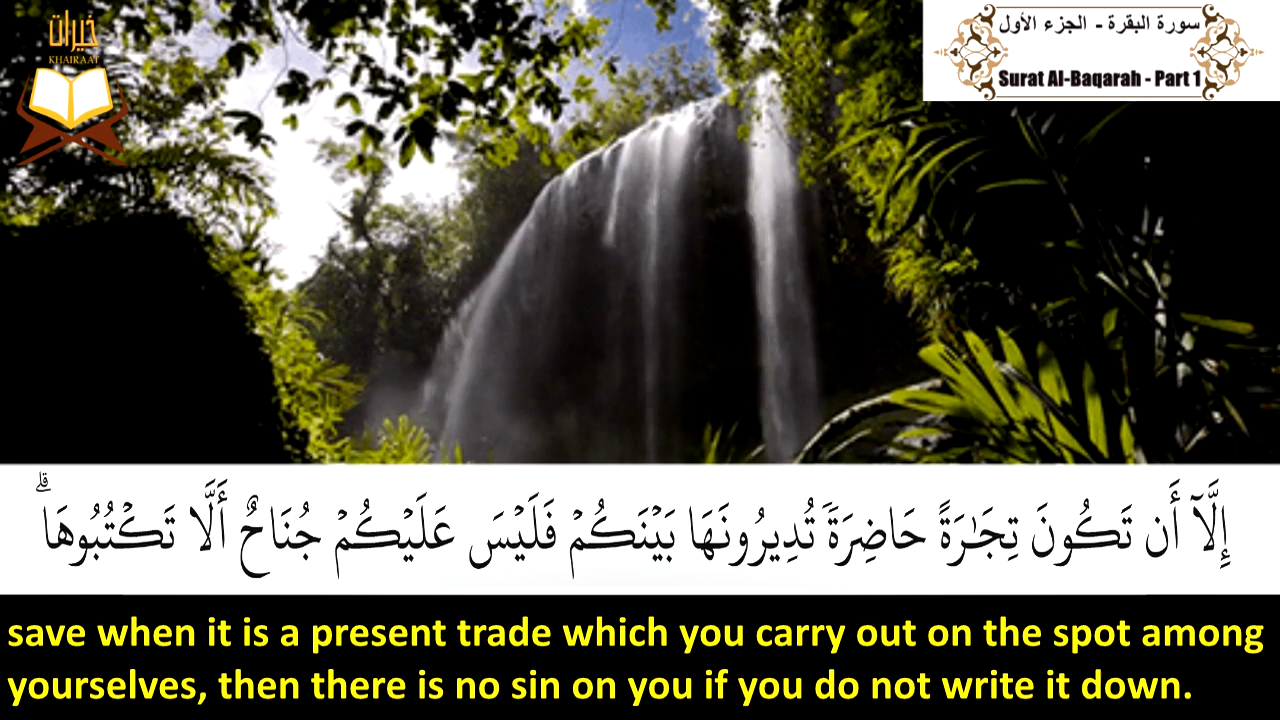 خيرات
KHAIRAAT
سورة البقرة - الجزء الأول
Surat Al-Baqarah - Part 1
إِلَّآ أَن تَكُونَ تِجَـٰرَةً حَاضِرَةً تُدِيرُونَهَا بَيْنَكُمْ فَلَيْسَ عَلَيْكُمْ جُنَاحٌ أَلَّا تَكْتُبُوهَا ۗ
save when it is a present trade which you carry out on the spot among
yourselves, then there is no sin on you if you do not write it down.